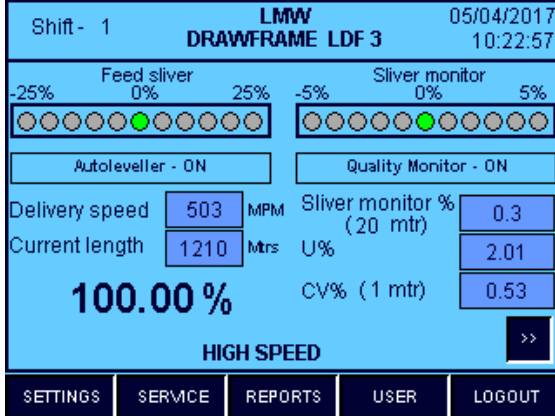 Shift - 1
LMW
DRAWFRAME LDF 3
05/04/2017
10:22:57
Feed sliver
-25% 0% 25%
Sliver monitor
-5% 0% 5%
Autoleveller - ON
Quality Monitor - ON
Delivery speed 503 MPM
Current length 1210 Mtrs
100.00 %
Sliver monitor % 0.3
(20 mtr)
U% 2.01
CV% (1 mtr) 0.53
>>
HIGH SPEED
SETTINGS SERVICE REPORTS USER LOGOUT